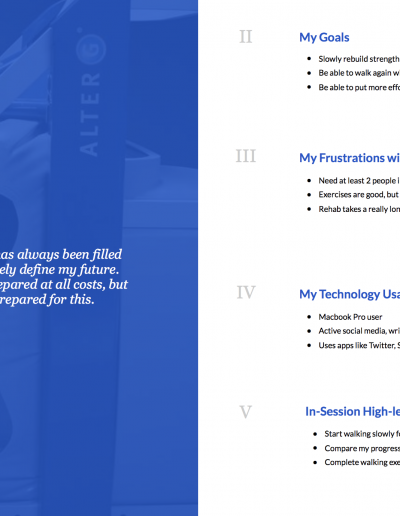 ALTER G
as always been filled
ely define my future.
epared at all costs, but
repared for this.
II
My Goals
Slowly rebuild strength
Be able to walk again w
Be able to put more effo
III
My Frustrations wi
Need at least 2 people i
Exercises are good, but
Rehab takes a really lon
IV
My Technology Usa
Macbook Pro user
Active social media, wri
Uses apps like Twitter, S
V
In-Session High-le
Start walking slowly f
Compare my progress
Complete walking exe